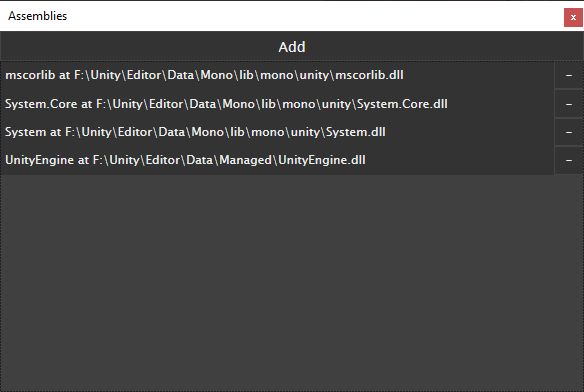 Assemblies
x
Add
mscorlib at F:\Unity\Editor\Data\Mono\lib\mono\unity\mscorlib.dll
-
System.Core at F:\Unity\Editor\Data\Mono\lib\mono\unity\System.Core.dll
-
System at F:\Unity\Editor\Data\Mono\lib\mono\unity\System.dll
-
UnityEngine at F:\Unity\Editor\Data\Managed\UnityEngine.dll
-